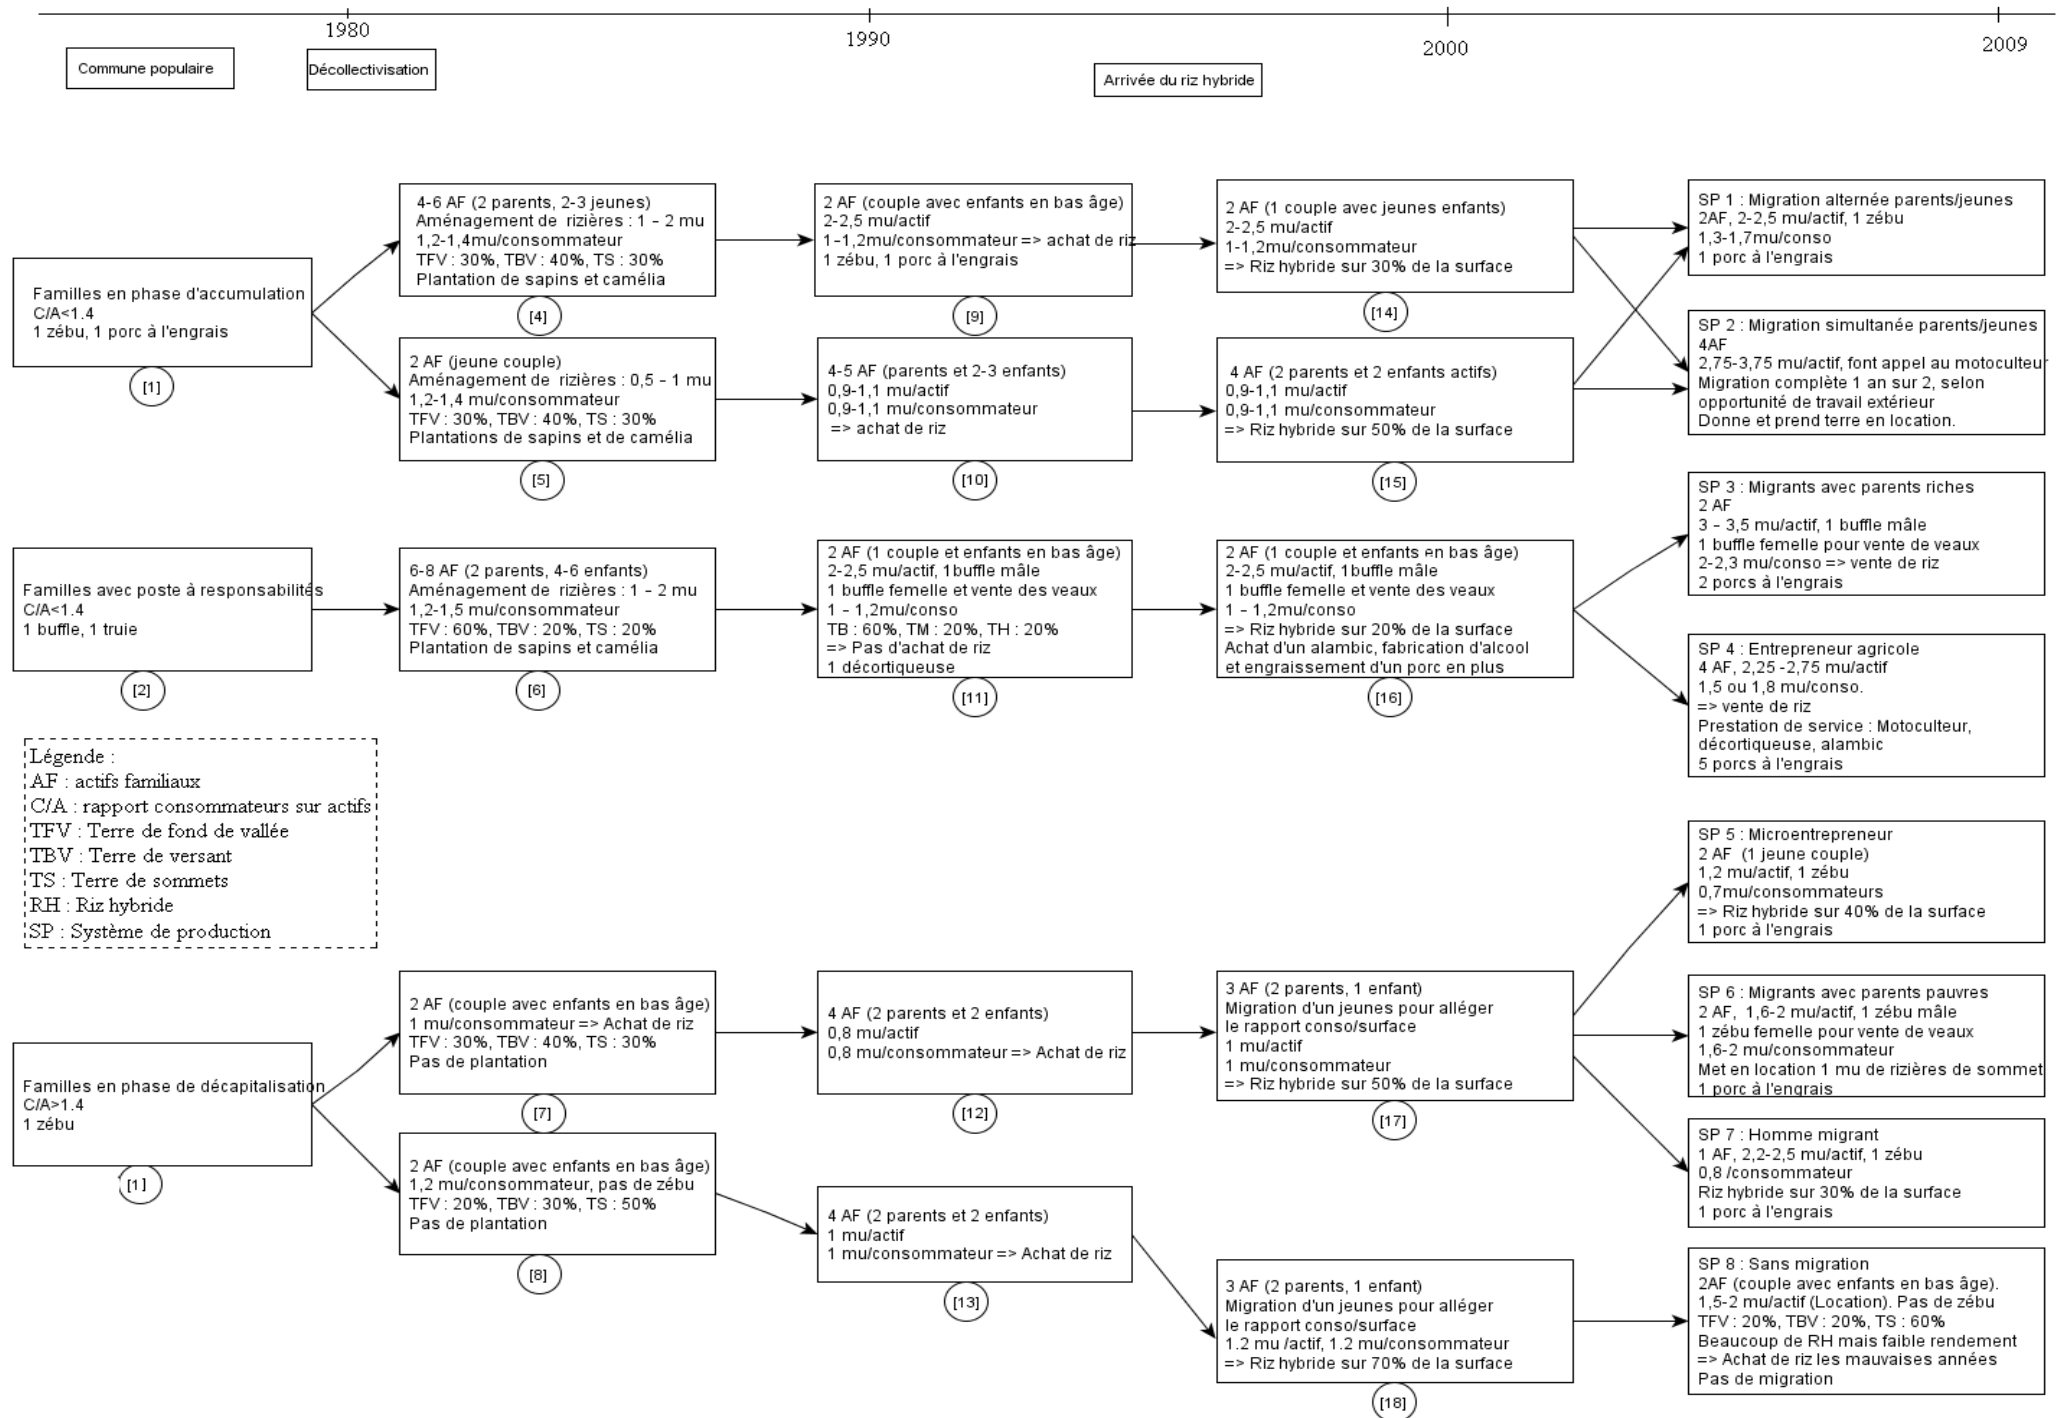 1980
1990
2000
2009
Commune populaire
Décollectivisation
Arrivée du riz hybride
Familles en phase d'accumulation
C/A<1.4
1 zébu, 1 porc à l'engrais
[1]
4-6 AF (2 parents, 2-3 jeunes)
Aménagement de rizières : 1 – 2 mu
1,2-1,4mu/consommateur
TFV : 30%, TBV : 40%, TS : 30%
Plantation de sapins et camélia
[4]
2 AF (jeune couple)
Aménagement de rizières : 0,5 – 1 mu
1,2-1,4 mu/consommateur
TFV : 30%, TBV : 40%, TS : 30%
Plantations de sapins et de camélia
[5]
2 AF (couple avec enfants en bas âge)
2-2,5 mu/actif
1–1,2mu/consommateur => achat de riz
1 zébu, 1 porc à l'engrais
[9]
4-5 AF (parents et 2-3 enfants)
0,9-1,1 mu/actif
0,9-1,1 mu/consommateur
=> achat de riz
[10]
2 AF (1 couple avec jeunes enfants)
2-2,5 mu/actif
1-1,2mu/consommateur
=> Riz hybride sur 30% de la surface
[14]
4 AF (2 parents et 2 enfants actifs)
0,9-1,1 mu/actif
0,9-1,1 mu/consommateur
=> Riz hybride sur 50% de la surface
[15]
SP 1 : Migration alternée parents/jeunes
2AF, 2-2,5 mu/actif, 1 zébu
1,3-1,7mu/conso
1 porc à l'engrais
SP 2 : Migration simultanée parents/jeunes
4AF
2,75-3,75 mu/actif, font appel au motoculteur
Migration complète 1 an sur 2, selon
opportunité de travail extérieur
Donne et prend terre en location.
Familles avec poste à responsabilités
C/A<1.4
1 buffle, 1 truie
[2]
6-8 AF (2 parents, 4-6 enfants)
Aménagement de rizières : 1 – 2 mu
1,2-1,5 mu/consommateur
TFV : 60%, TBV : 20%, TS : 20%
Plantation de sapins et camélia
[6]
2 AF (1 couple et enfants en bas âge)
2-2,5 mu/actif, 1buffle mâle
1 buffle femelle et vente des veaux
1 – 1,2mu/conso
TB : 60%, TM : 20%, TH : 20%
=> Pas d'achat de riz
1 décortiqueuse
[11]
2 AF (1 couple et enfants en bas âge)
2-2,5 mu/actif, 1buffle mâle
1 buffle femelle et vente des veaux
1 – 1,2mu/conso
=> Riz hybride sur 20% de la surface
Achat d'un alambic, fabrication d'alcool
et engraissement d'un porc en plus
[16]
SP 3 : Migrants avec parents riches
2 AF
3 – 3,5 mu/actif, 1 buffle mâle
1 buffle femelle pour vente de veaux
2-2,3 mu/conso => vente de riz
2 porcs à l'engrais
SP 4 : Entrepreneur agricole
4 AF, 2,25 -2,75 mu/actif
1,5 ou 1,8 mu/conso.
=> vente de riz
Prestation de service : Motoculteur,
décortiqueuse, alambic
5 porcs à l'engrais
Légende :
AF : actifs familiaux
C/A : rapport consommateurs sur actifs
TFV : Terre de fond de vallée
TBV : Terre de versant
TS : Terre de sommets
RH : Riz hybride
SP : Système de production
Familles en phase de décapitalisation
C/A>1.4
1 zébu
[1]
2 AF (couple avec enfants en bas âge)
1 mu/consommateur => Achat de riz
TFV : 30%, TBV : 40%, TS : 30%
Pas de plantation
[7]
2 AF (couple avec enfants en bas âge)
1,2 mu/consommateur, pas de zébu
TFV : 20%, TBV : 30%, TS : 50%
Pas de plantation
[8]
4 AF (2 parents et 2 enfants)
0,8 mu/actif
0,8 mu/consommateur => Achat de riz
[12]
4 AF (2 parents et 2 enfants)
1 mu/actif
1 mu/consommateur => Achat de riz
[13]
3 AF (2 parents, 1 enfant)
Migration d'un jeunes pour alléger
le rapport conso/surface
1 mu/actif
1 mu/consommateur
=> Riz hybride sur 50% de la surface
[17]
3 AF (2 parents, 1 enfant)
Migration d'un jeunes pour alléger
le rapport conso/surface
1.2 mu /actif, 1.2 mu/consommateur
=> Riz hybride sur 70% de la surface
[18]
SP 5 : Microentrepreneur
2 AF (1 jeune couple)
1,2 mu/actif, 1 zébu
0,7mu/consommateurs
=> Riz hybride sur 40% de la surface
1 porc à l'engrais
SP 6 : Migrants avec parents pauvres
2 AF, 1,6-2 mu/actif, 1 zébu mâle
1 zébu femelle pour vente de veaux
1,6-2 mu/consommateur
Met en location 1 mu de rizières de sommet
1 porc à l'engrais
SP 7 : Homme migrant
1 AF, 2,2-2,5 mu/actif, 1 zébu
0,8 /consommateur
Riz hybride sur 30% de la surface
1 porc à l'engrais
SP 8 : Sans migration
2AF (couple avec enfants en bas âge).
1,5-2 mu/actif (Location). Pas de zébu
TFV : 20%, TBV : 20%, TS : 60%
Beaucoup de RH mais faible rendement
=> Achat de riz les mauvaises années
Pas de migration